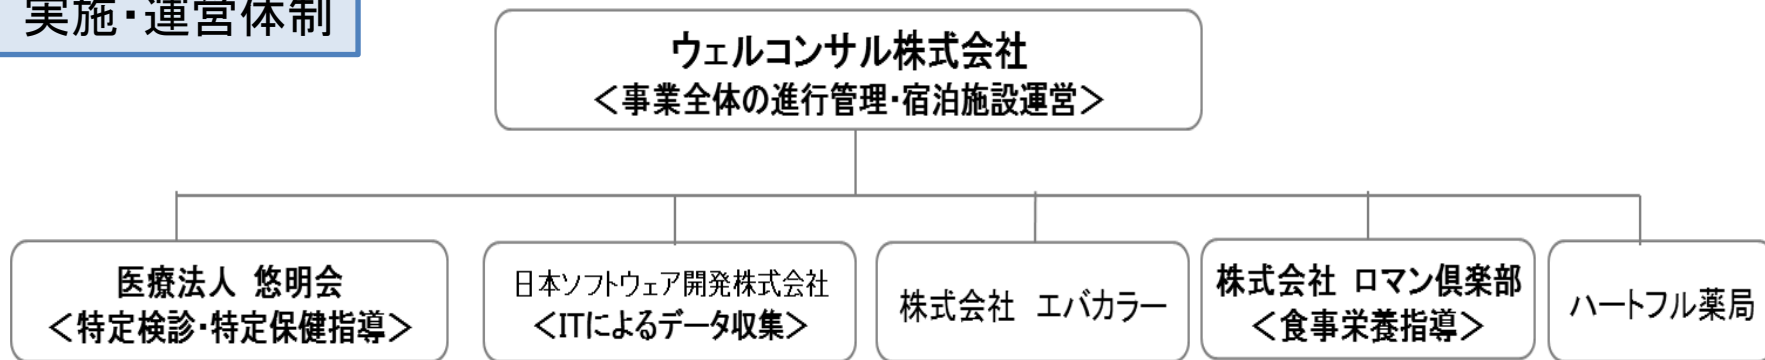 実施・運営体制
ウェルコンサル株式会社
＜事業全体の進行管理・宿泊施設運営＞
医療法人 悠明会
＜特定検診・特定保健指導＞
日本ソフトウェア開発株式会社
＜ITによるデータ収集＞
株式会社 エバカラー
株式会社 ロマン倶楽部
＜食事栄養指導＞
ハートフル薬局